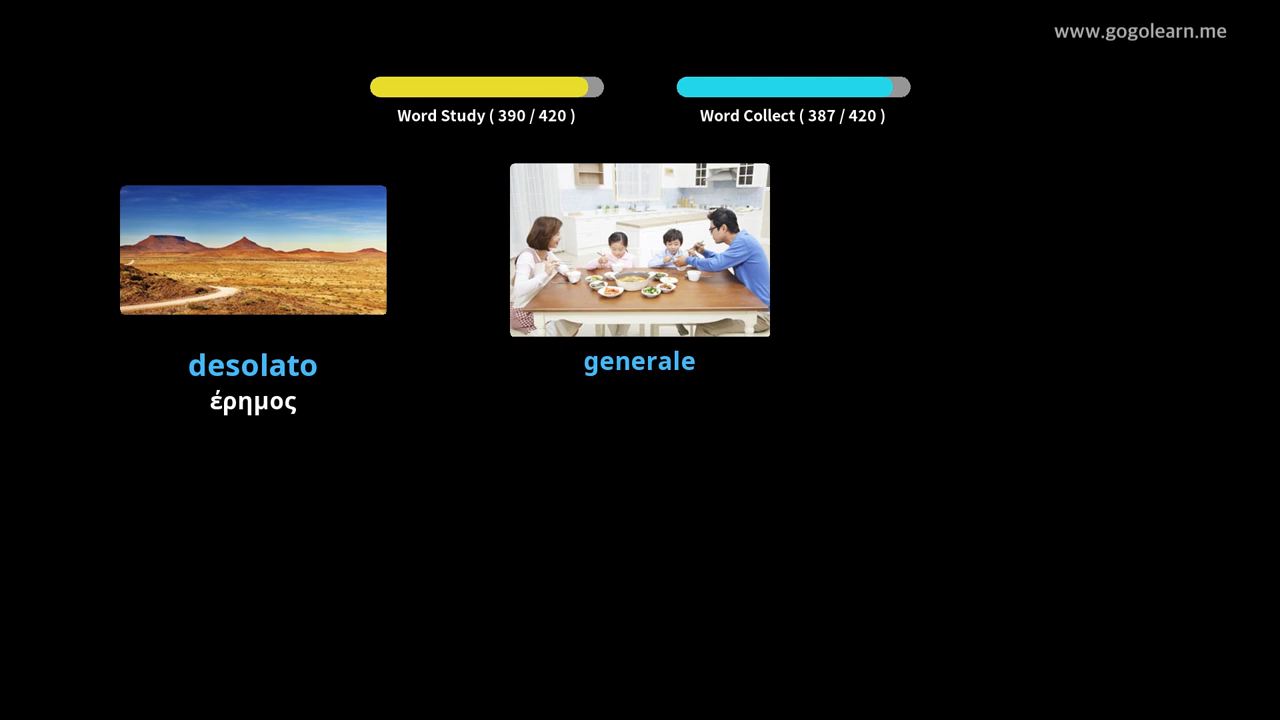 www.gogolearn.me
Word Study ( 390 / 420 )
Word Collect ( 387 / 420 )
desolato
έρημος
generale